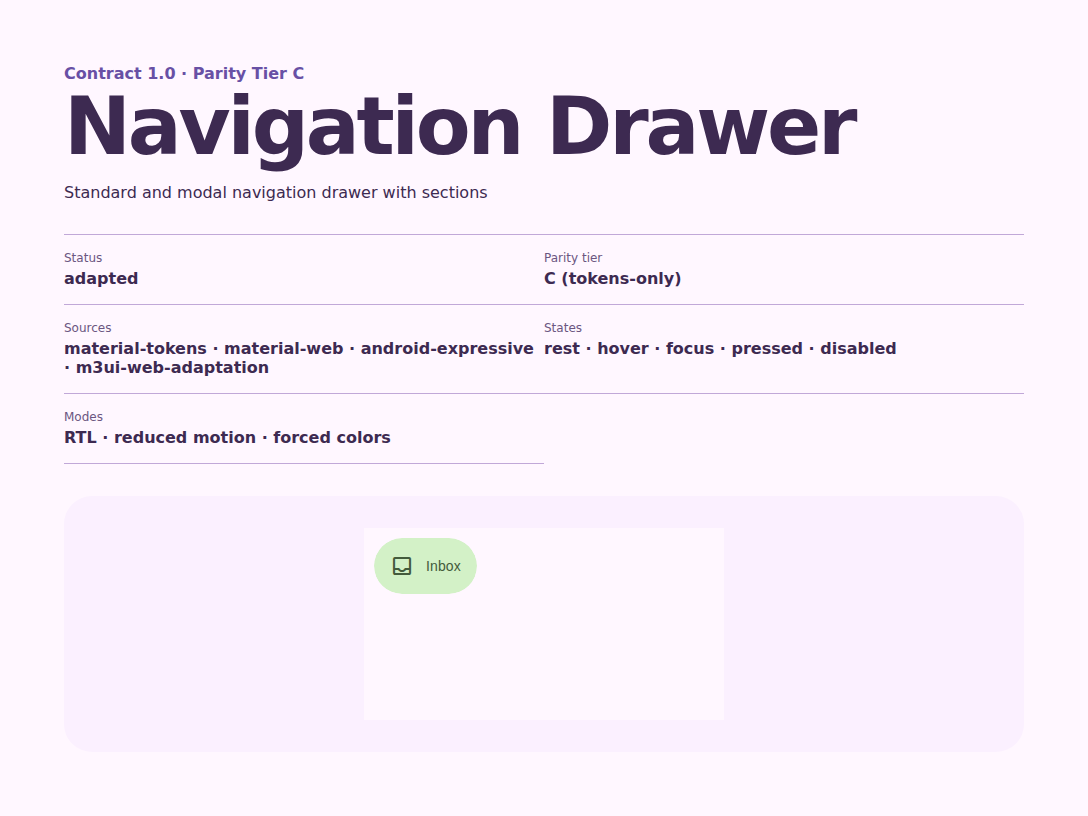 Contract 1.0 · Parity Tier C
Navigation Drawer
Standard and modal navigation drawer with sections
Status
adapted
Parity tier
C (tokens-only)
Sources
material-tokens · material-web · android-expressive
· m3ui-web-adaptation
States
rest · hover · focus · pressed · disabled
Modes
RTL · reduced motion · forced colors
Inbox